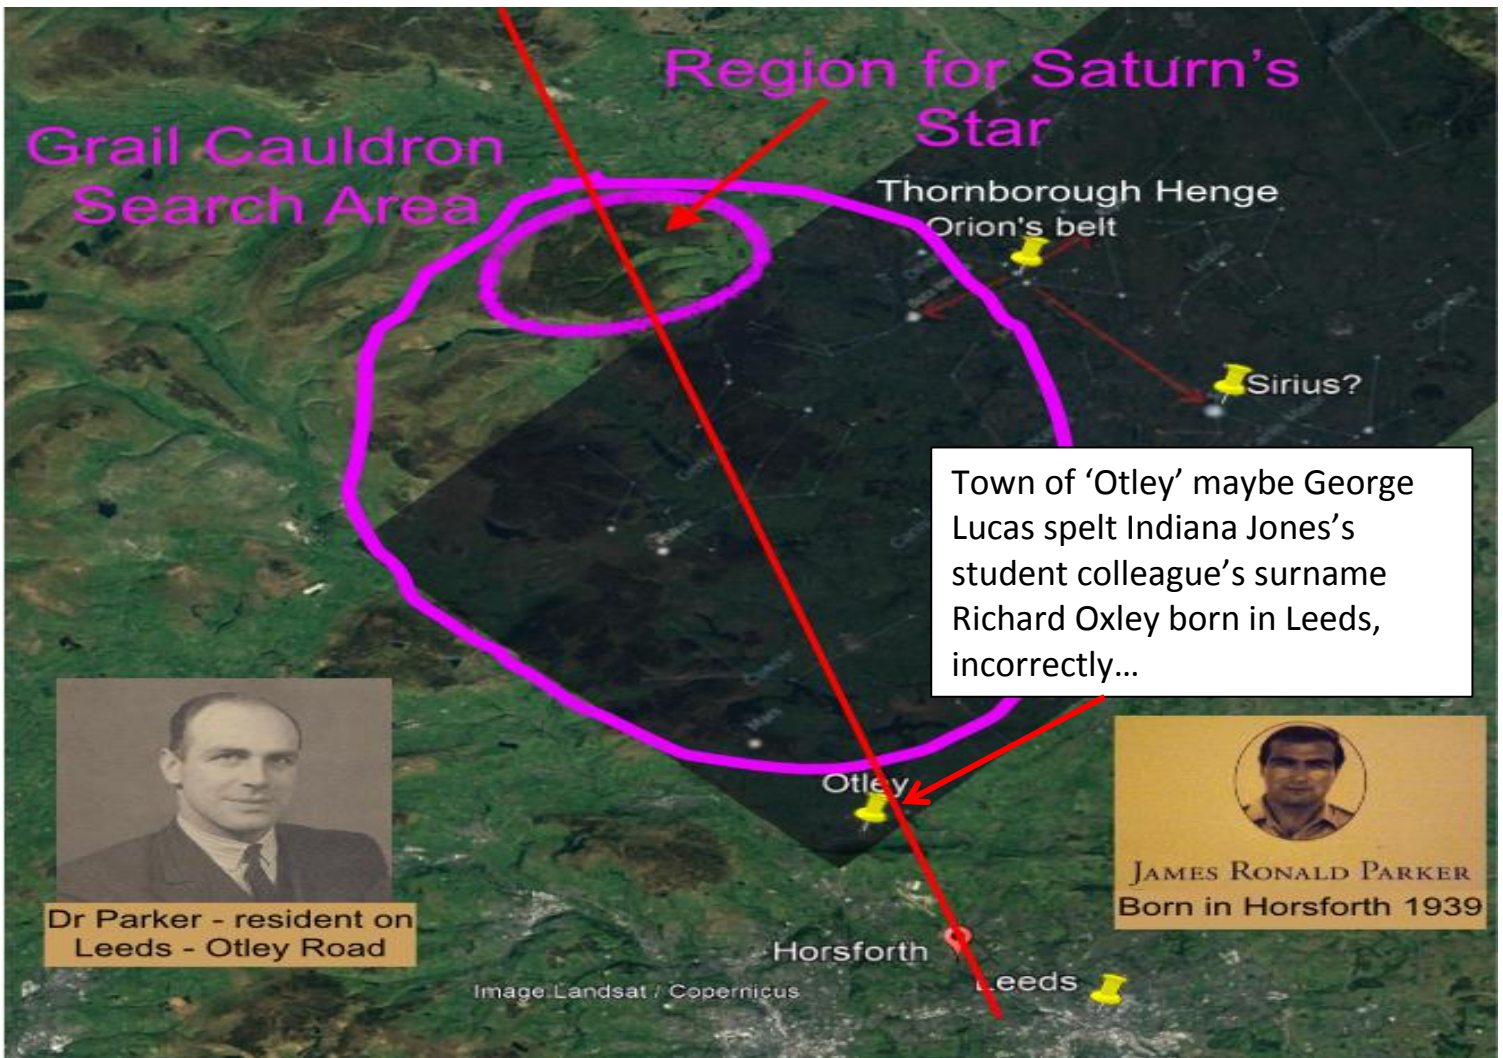 Region for Saturn's
Star
Grail Cauldron
Search Area
Thornborough Henge
Orion's belt
Sirius?
Town of ‘Otley’ maybe George
Lucas spelt Indiana Jones’s
student colleague’s surname
Richard Oxley born in Leeds,
incorrectly…
Mars
Otley
Dr Parker - resident on
Leeds - Otley Road
JAMES RONALD PARKER
Born in Horsforth 1939
Horsforth
Leeds
Image Landsat / Copernicus